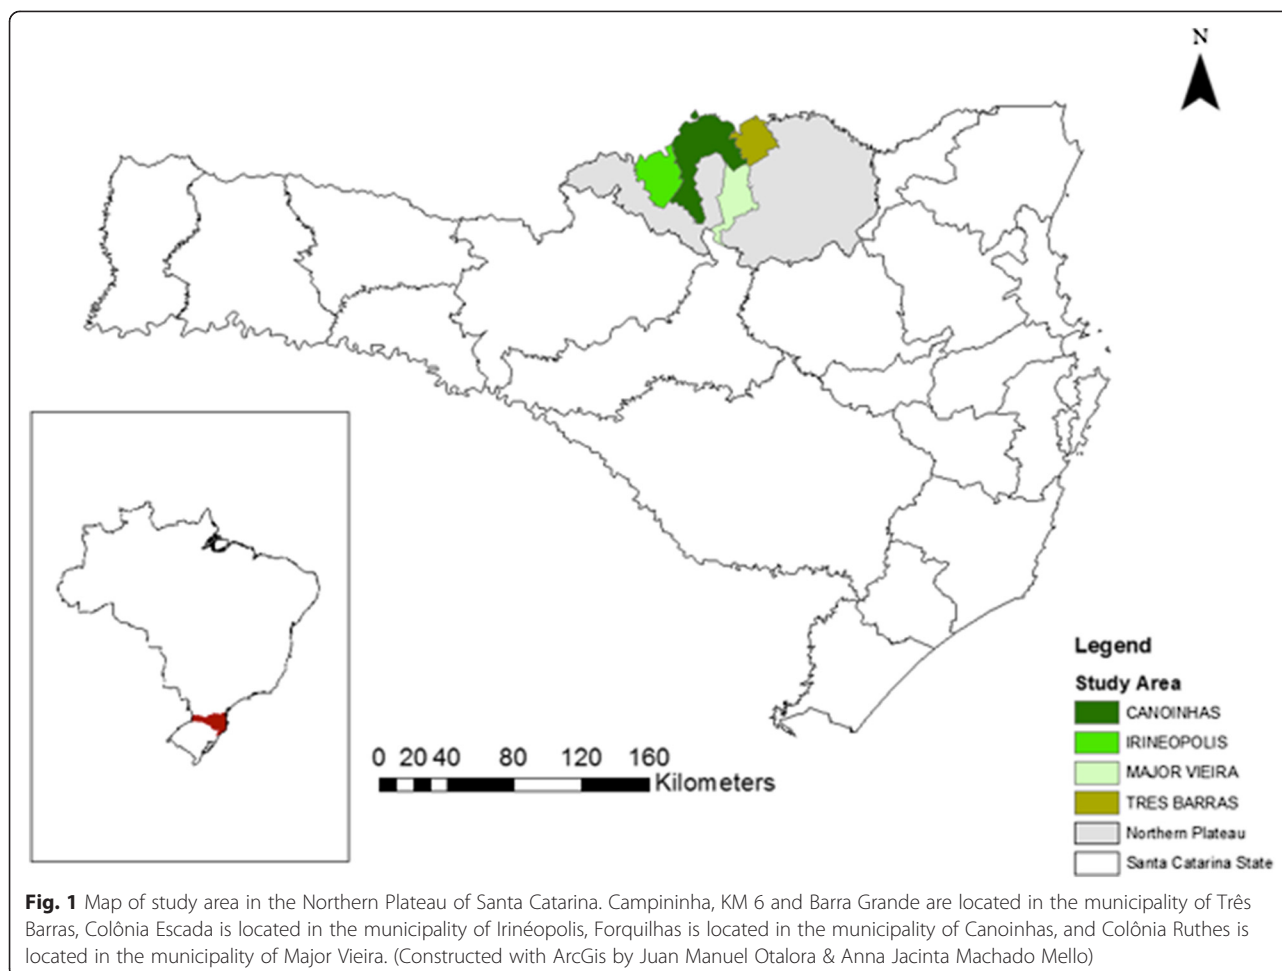 N
Legend
Study Area
CANOINHAS
IRINEOPOLIS
MAJOR VIEIRA
TRES BARRAS
Northern Plateau
Santa Catarina State
0 20 40 80 120 160
Kilometers
Fig. 1 Map of study area in the Northern Plateau of Santa Catarina. Campininha, KM 6 and Barra Grande are located in the municipality of Três
Barras, Colônia Escada is located in the municipality of Irinéopolis, Forquilhas is located in the municipality of Canoinhas, and Colônia Ruthes is
located in the municipality of Major Vieira. (Constructed with ArcGis by Juan Manuel Otalora & Anna Jacinta Machado Mello)